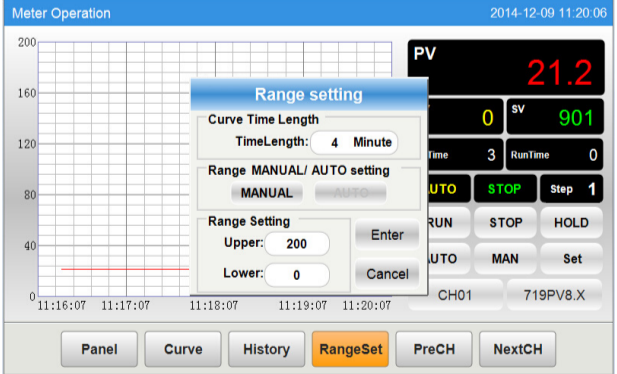 Meter Operation 2014-12-09 11:20:06
200
160
120
80
40
0
11:16:07 11:17:07 11:18:07 11:19:07 11:20:07
Range setting
Curve Time Length
TimeLength: 4 Minute
Range MANUAL/ AUTO setting
MANUAL AUTO
Range Setting
Upper: 200
Lower: 0
Enter
Cancel
PV
21.2
0 SV 901
Time 3 RunTime 0
AUTO STOP Step 1
RUN STOP HOLD
AUTO MAN Set
CH01 719PV8.X
Panel Curve History RangeSet PreCH NextCH